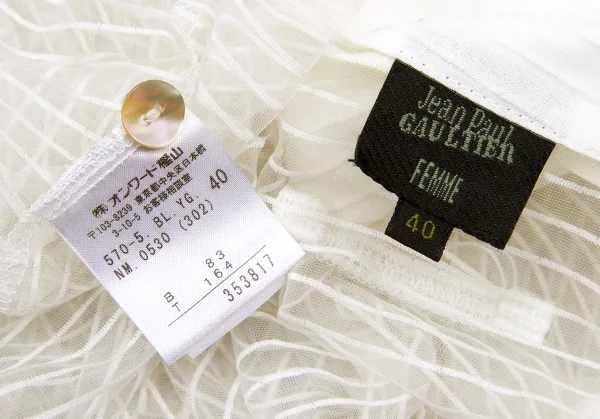 ㈱オンワード樫山
〒103-8239 東京都中央区日本橋
3-10-5 お客様相談室
570-5. BL. YG. 40
NM. 0530 (302)
B 83
T 164
353817
Jean Paul
GAULTIER
FEMME
40